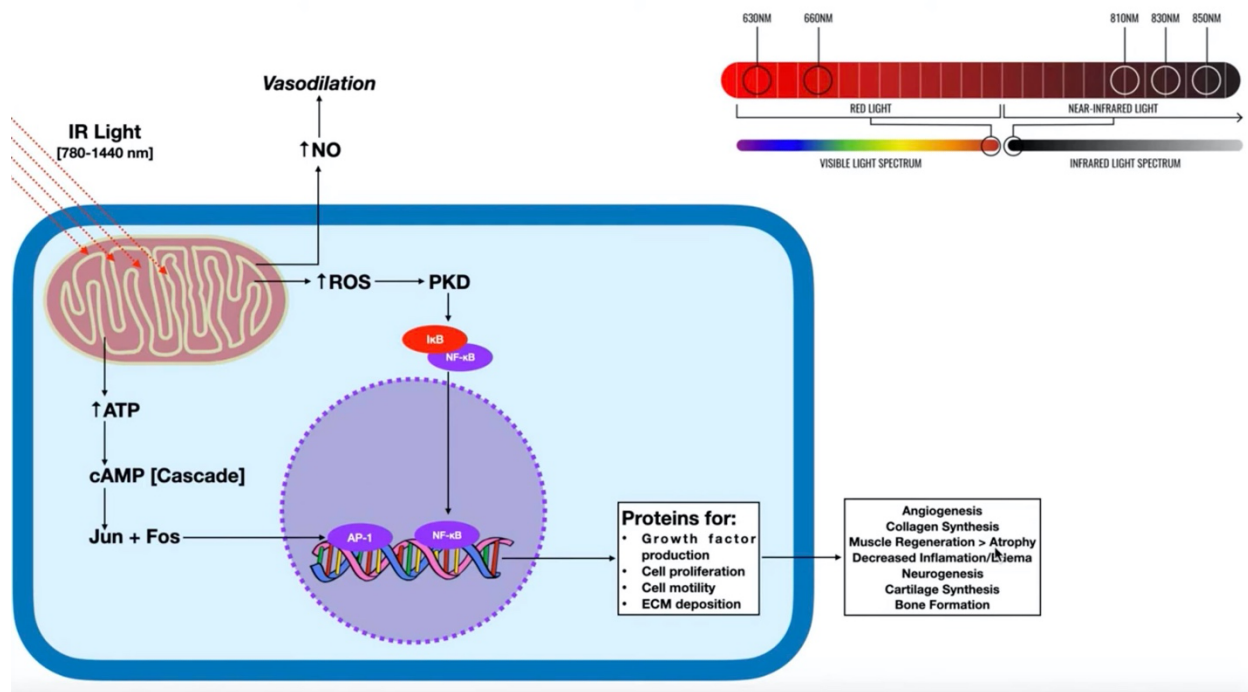 630NM 660NM 810NM 830NM 850NM
RED LIGHT NEAR-INFRARED LIGHT
VISIBLE LIGHT SPECTRUM INFRARED LIGHT SPECTRUM
Vasodilation
↑NO
IR Light
[780-1440 nm]
↑ROS PKD
IκB
NF-κB
↑ATP
cAMP [Cascade]
Jun + Fos
AP-1 NF-κB
Proteins for:
• Growth factor
production
• Cell proliferation
• Cell motility
• ECM deposition
Angiogenesis
Collagen Synthesis
Muscle Regeneration > Atrophy
Decreased Inflamation/
Neurogenesis
Cartilage Synthesis
Bone Formation